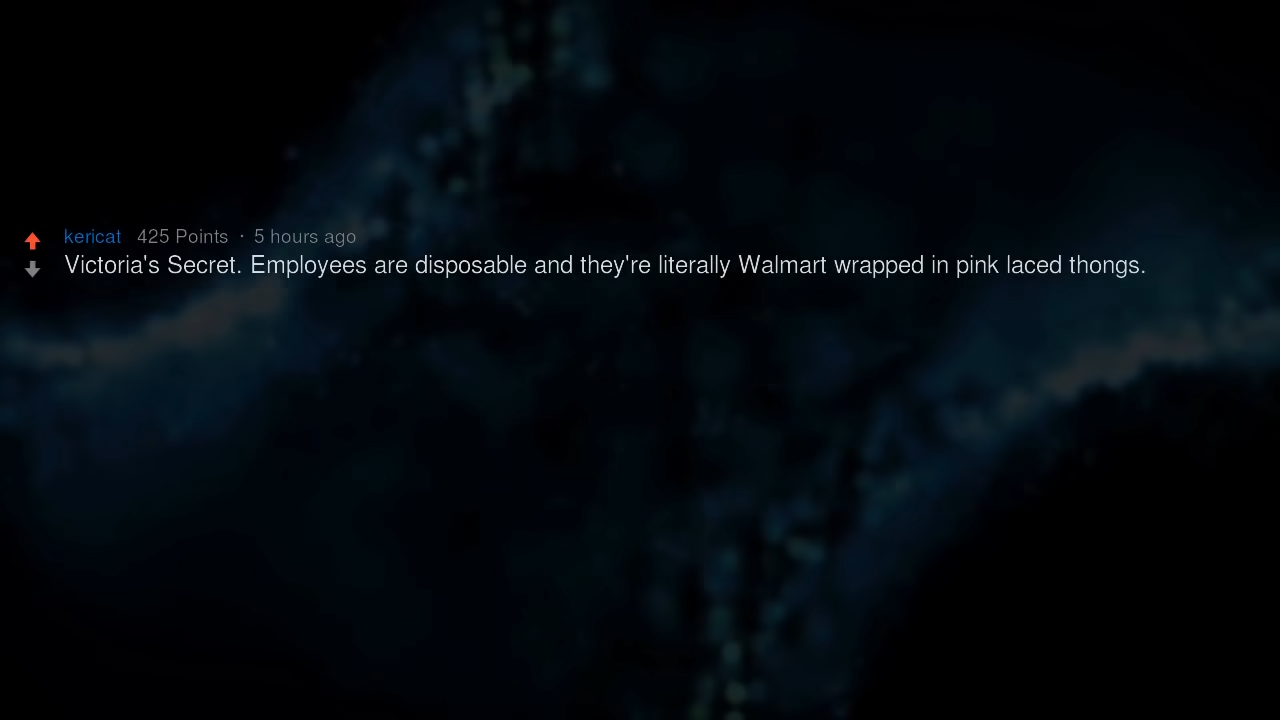 kericat 425 Points · 5 hours ago
Victoria's Secret. Employees are disposable and they're literally Walmart wrapped in pink laced thongs.